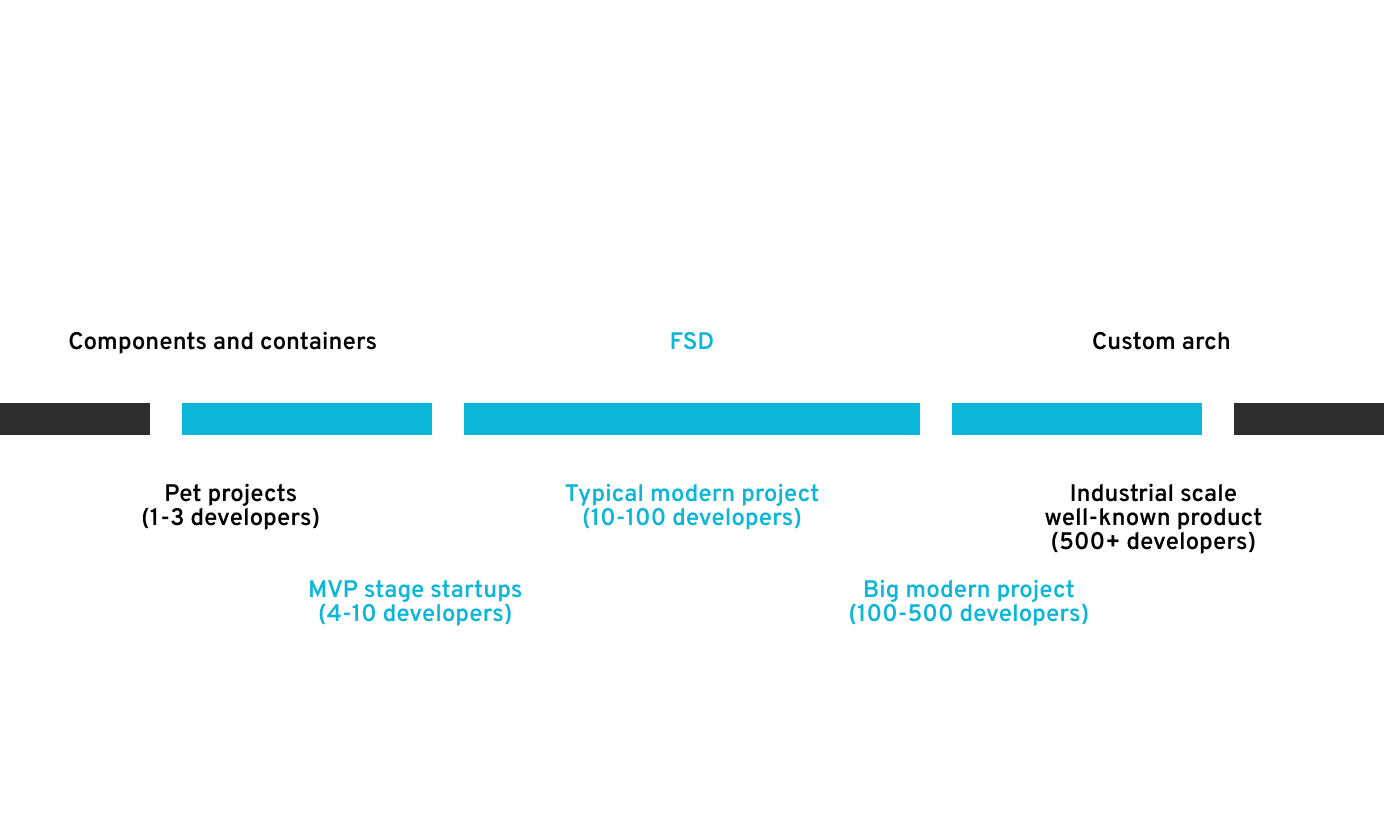 Components and containers
FSD
Custom arch
Pet projects
(1-3 developers)
Typical modern project
(10-100 developers)
Industrial scale
well-known product
(500+ developers)
MVP stage startups
(4-10 developers)
Big modern project
(100-500 developers)